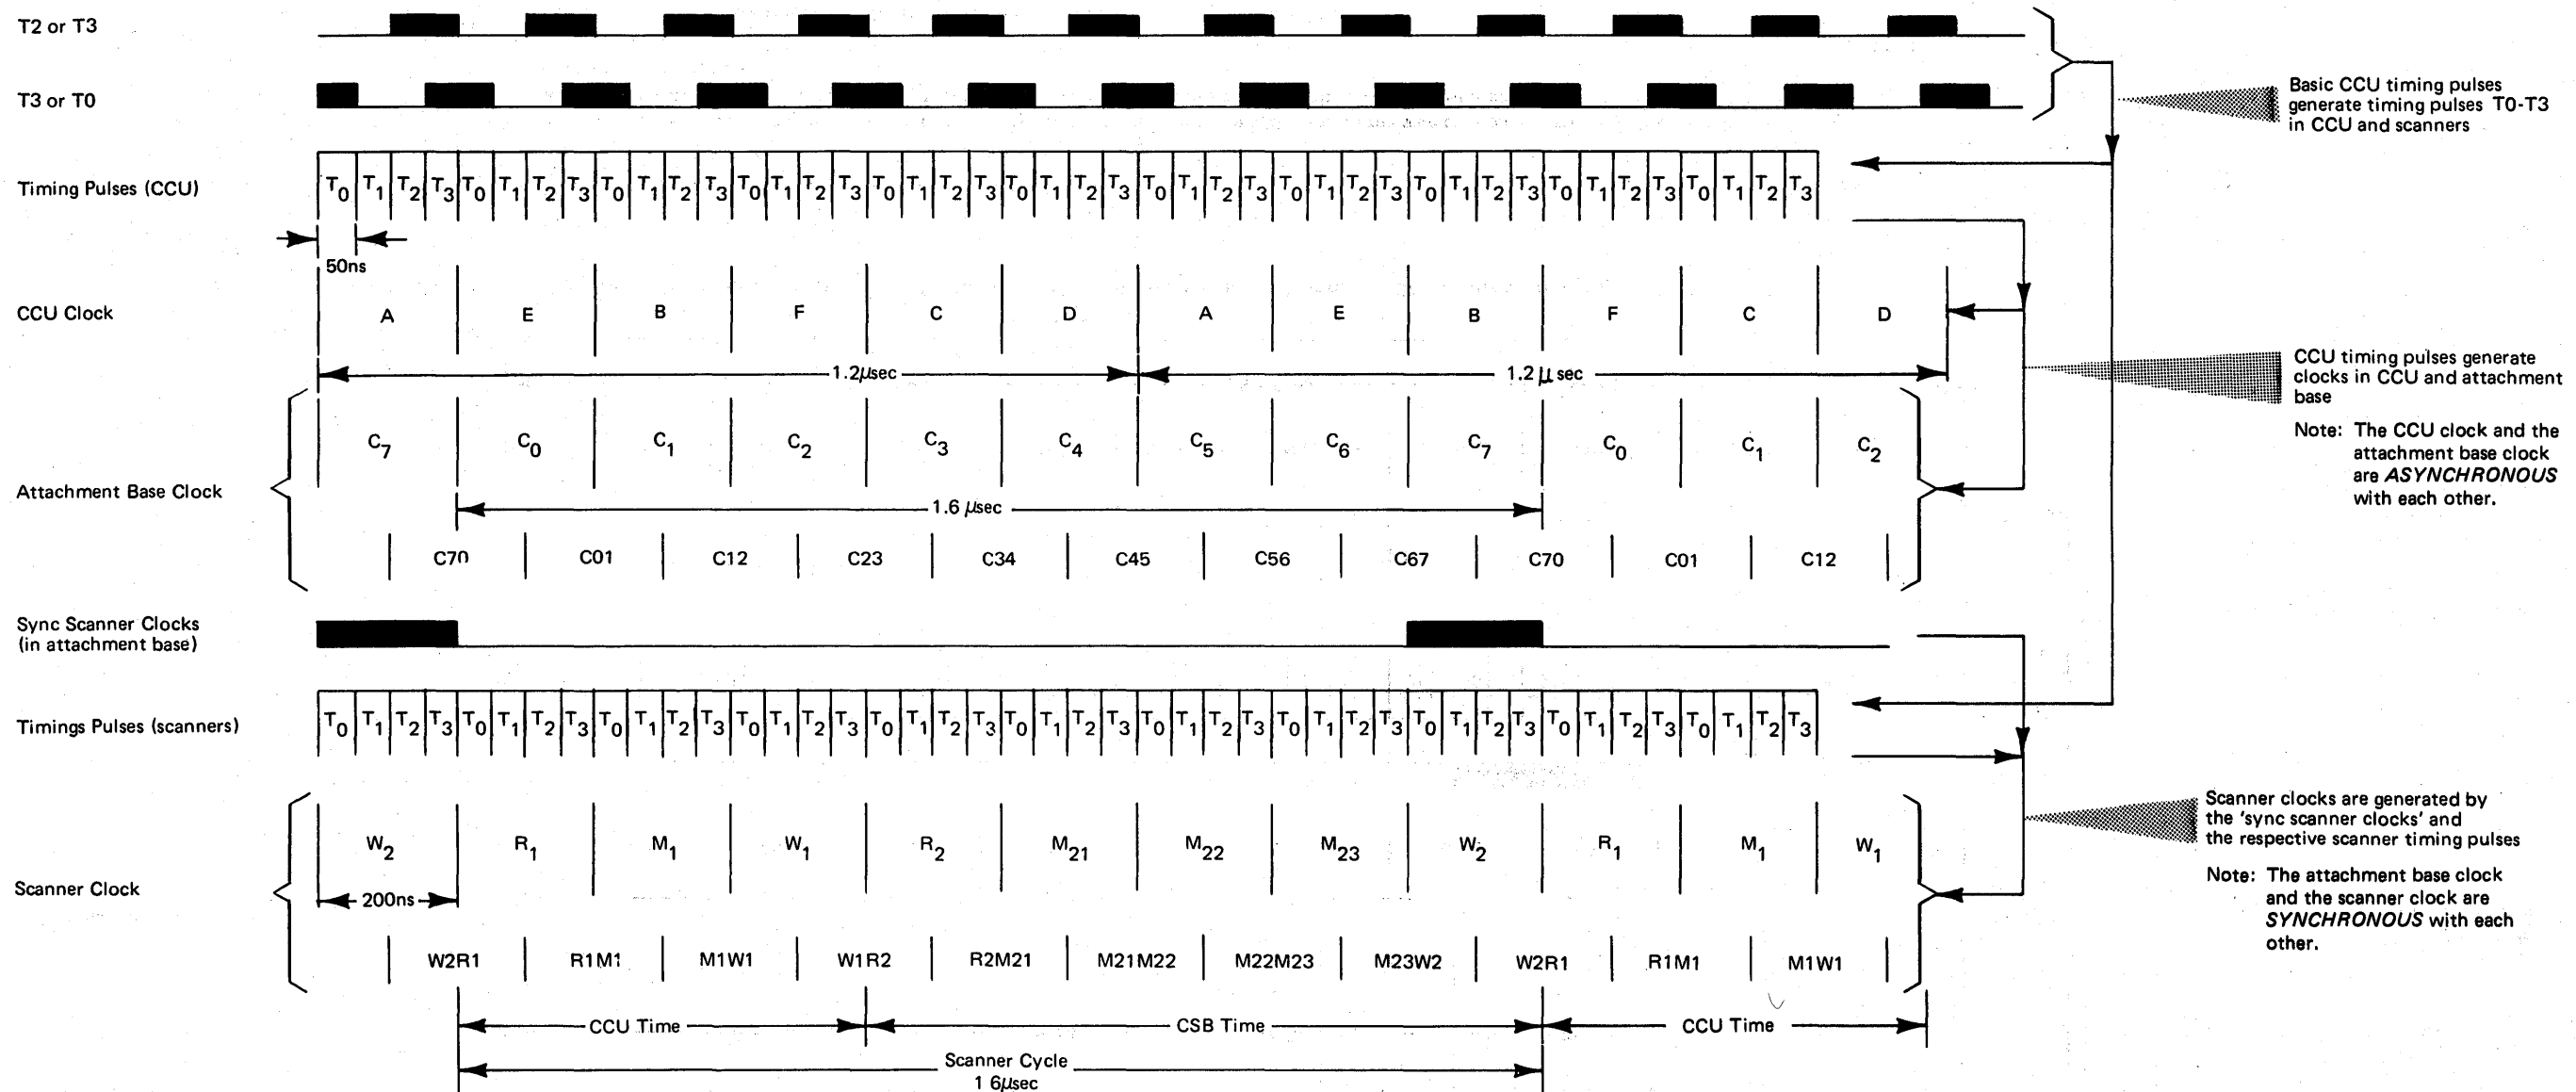 T2 or T3
T3 or T0
Basic CCU timing pulses
generate timing pulses T0-T3
in CCU and scanners
Timing Pulses (CCU)
T0 T1 T2 T3 T0 T1 T2 T3 T0 T1 T2 T3 T0 T1 T2 T3 T0 T1 T2 T3 T0 T1 T2 T3 T0 T1 T2 T3 T0 T1 T2 T3 T0 T1 T2 T3 T0 T1 T2 T3 T0 T1 T2 T3
50ns
CCU Clock
A E B F C D A E B F C D
1.2μsec 1.2 μ sec
CCU timing pulses generate
clocks in CCU and attachment
base
Note: The CCU clock and the
attachment base clock
are ASYNCHRONOUS
with each other.
C7 C0 C1 C2 C3 C4 C5 C6 C7 C0 C1 C2
Attachment Base Clock
1.6 μsec
C70 C01 C12 C23 C34 C45 C56 C67 C70 C01 C12
Sync Scanner Clocks
(in attachment base)
Timings Pulses (scanners)
T0 T1 T2 T3 T0 T1 T2 T3 T0 T1 T2 T3 T0 T1 T2 T3 T0 T1 T2 T3 T0 T1 T2 T3 T0 T1 T2 T3 T0 T1 T2 T3 T0 T1 T2 T3 T0 T1 T2 T3 T0 T1 T2 T3
Scanner clocks are generated by
the 'sync scanner clocks' and
the respective scanner timing pulses
Note: The attachment base clock
and the scanner clock are
SYNCHRONOUS with each
other.
W2 R1 M1 W1 R2 M21 M22 M23 W2 R1 M1 W1
Scanner Clock
200ns
W2R1 R1M1 M1W1 W1R2 R2M21 M21M22 M22M23 M23W2 W2R1 R1M1 M1W1
CCU Time CSB Time CCU Time
Scanner Cycle
1 6μsec